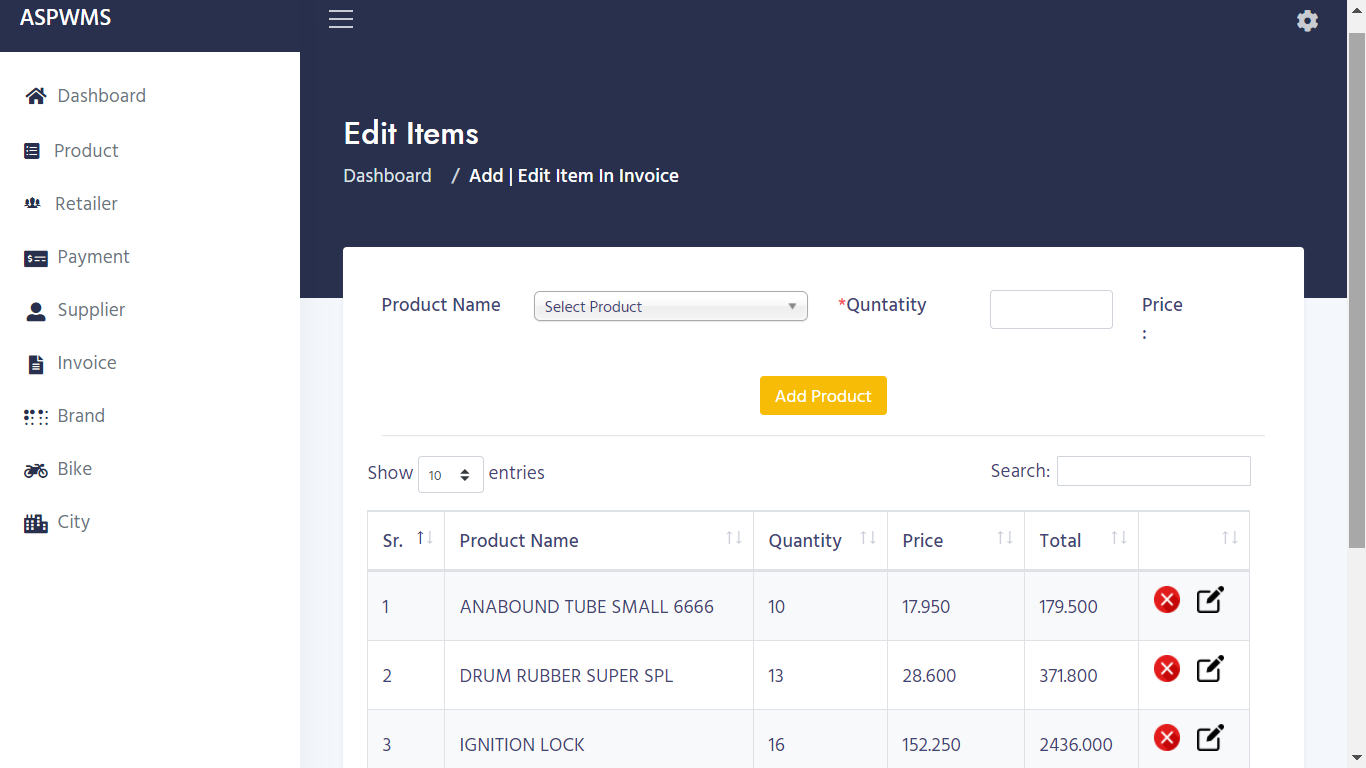 ASPWMS
Dashboard
Product
Retailer
Payment
Supplier
Invoice
Brand
Bike
City
Edit Items
Dashboard / Add | Edit Item In Invoice
Product Name Select Product *Quntatity Price
:
Add Product
Show 10 entries Search:
Sr. Product Name Quantity Price Total
1 ANABOUND TUBE SMALL 6666 10 17.950 179.500
2 DRUM RUBBER SUPER SPL 13 28.600 371.800
3 IGNITION LOCK 16 152.250 2436.000